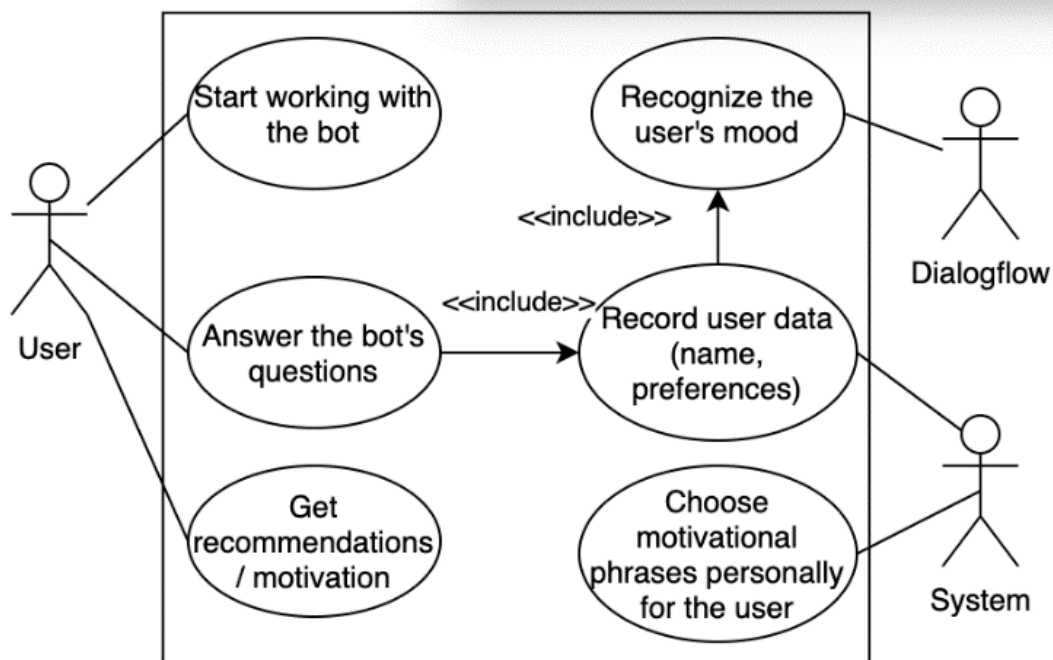 Start working with
the bot
Recognize the
user's mood
<<include>>
Dialogflow
User
Answer the bot's
questions
<<include>>
Record user data
(name,
preferences)
Get
recommendations
/ motivation
Choose
motivational
phrases personally
for the user
System